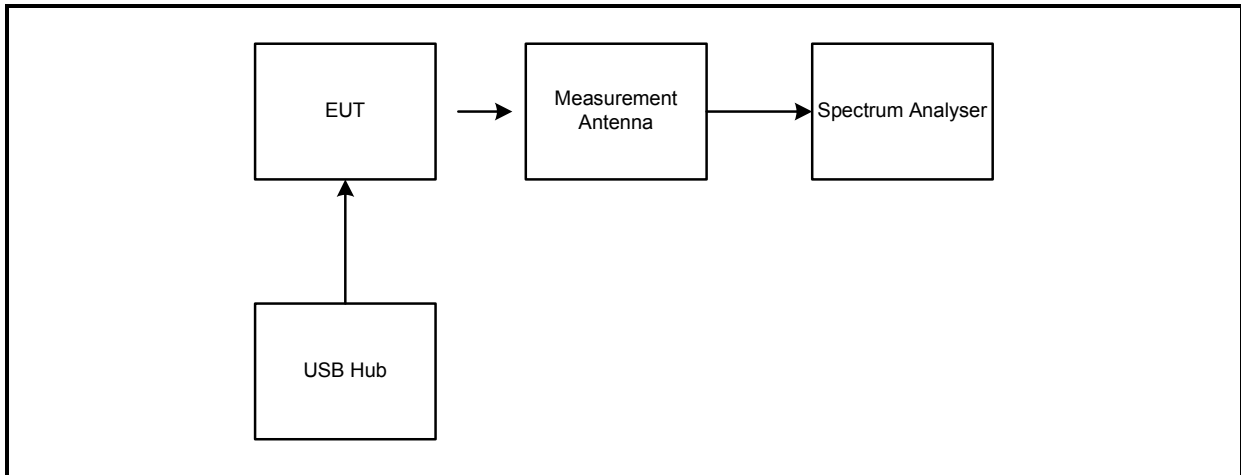 EUT
Measurement
Antenna
Spectrum Analyser
USB Hub